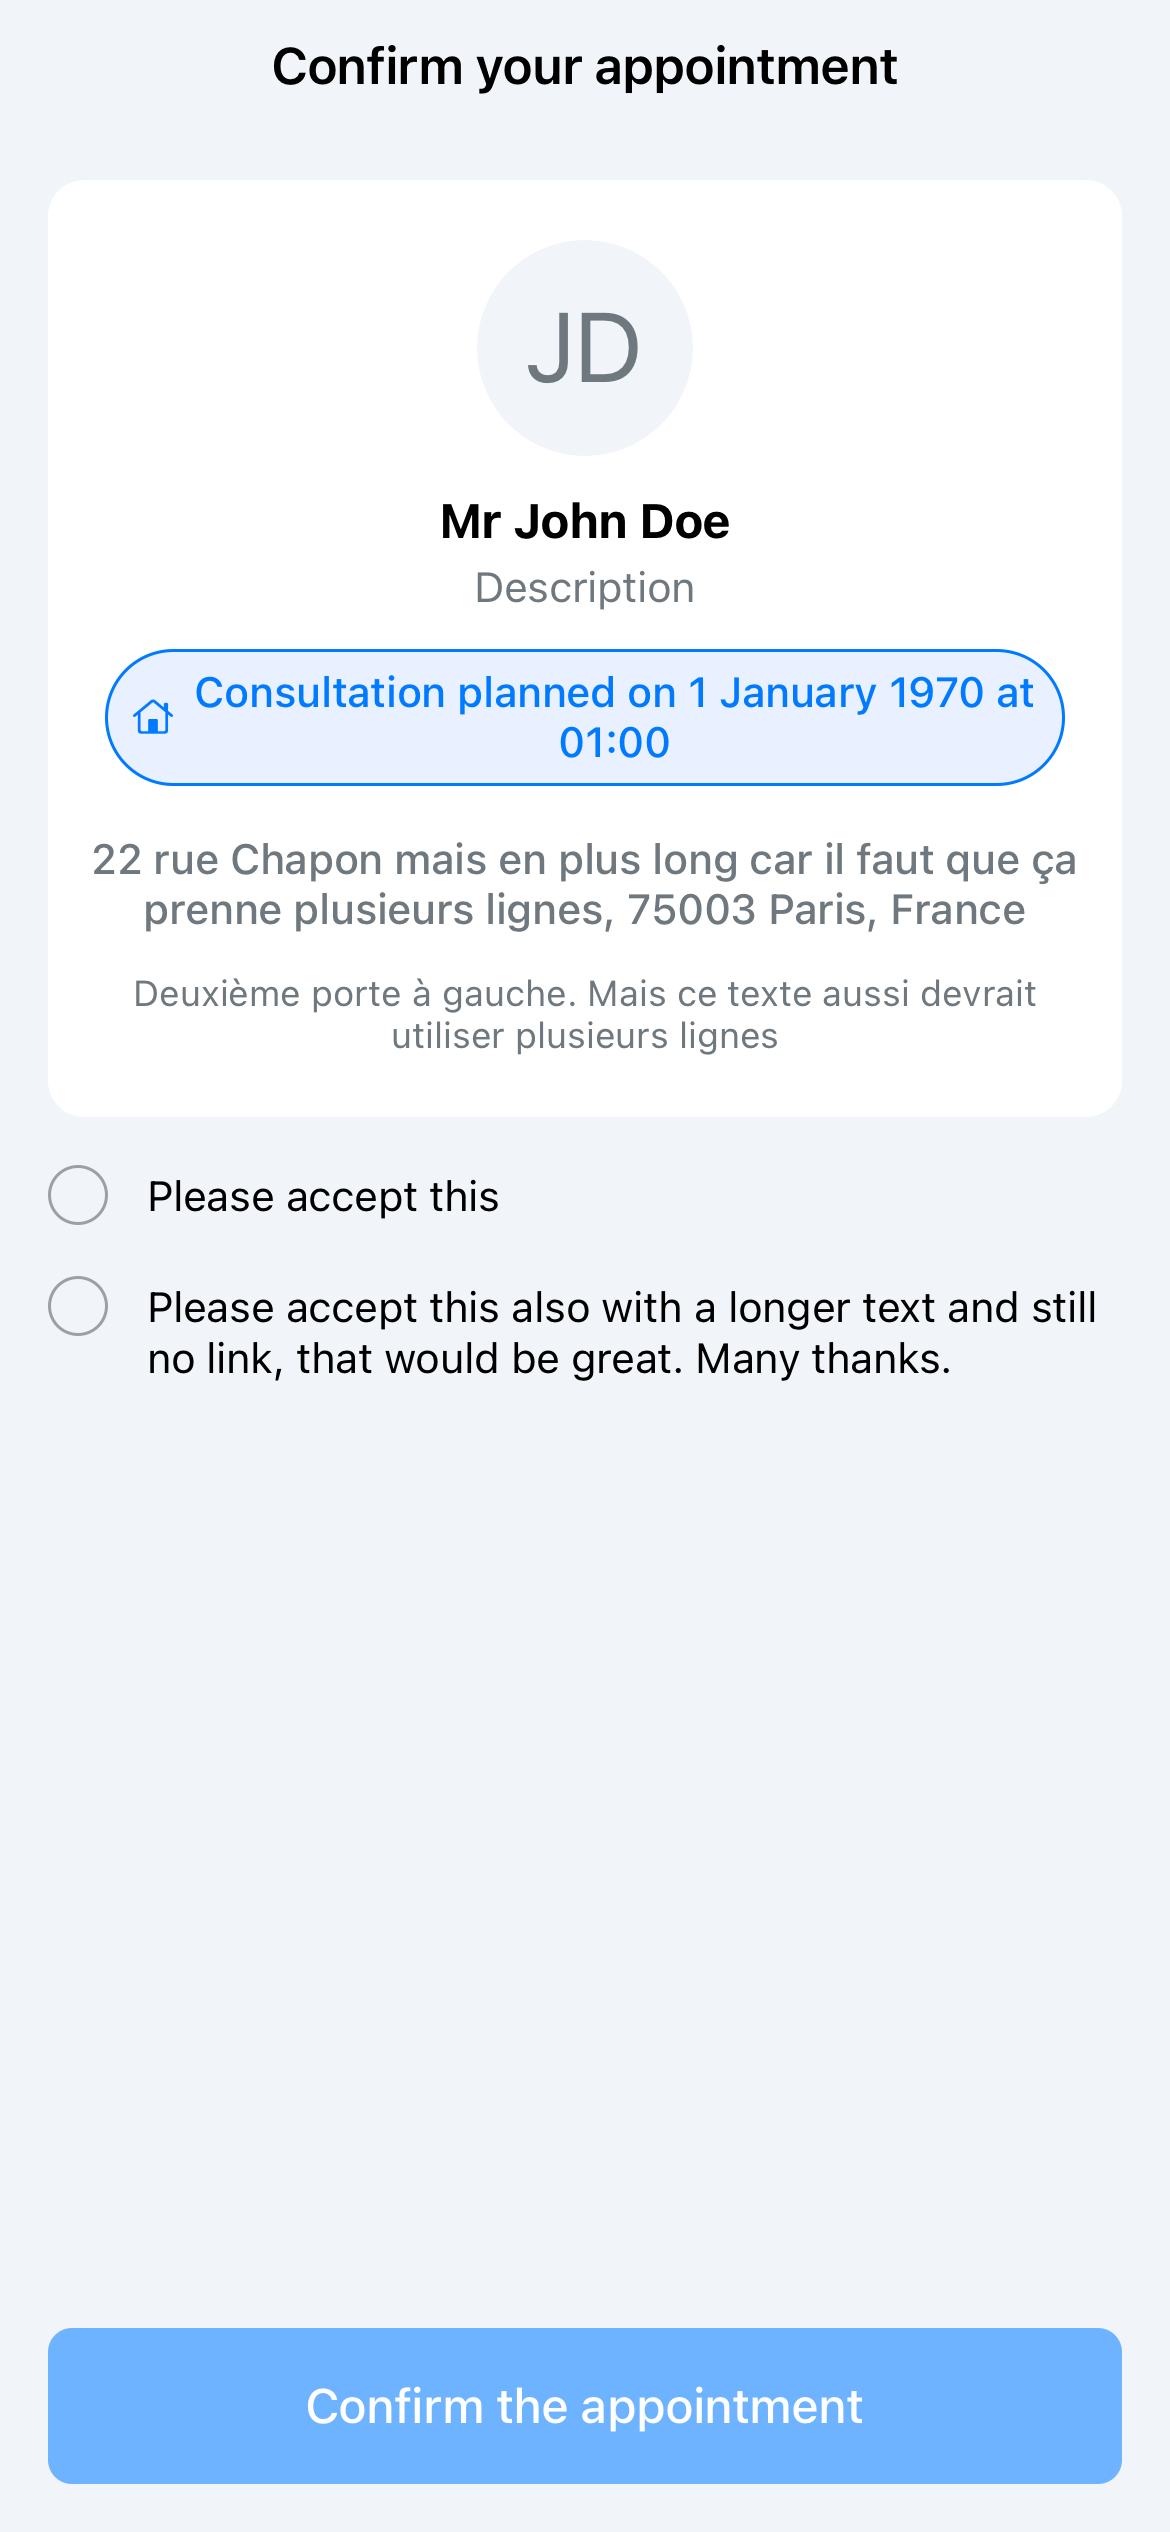 Confirm your appointment
JD
Mr John Doe
Description
Consultation planned on 1 January 1970 at
01:00
22 rue Chapon mais en plus long car il faut que ça
prenne plusieurs lignes, 75003 Paris, France
Deuxième porte à gauche. Mais ce texte aussi devrait
utiliser plusieurs lignes
Please accept this
Please accept this also with a longer text and still
no link, that would be great. Many thanks.
Confirm the appointment